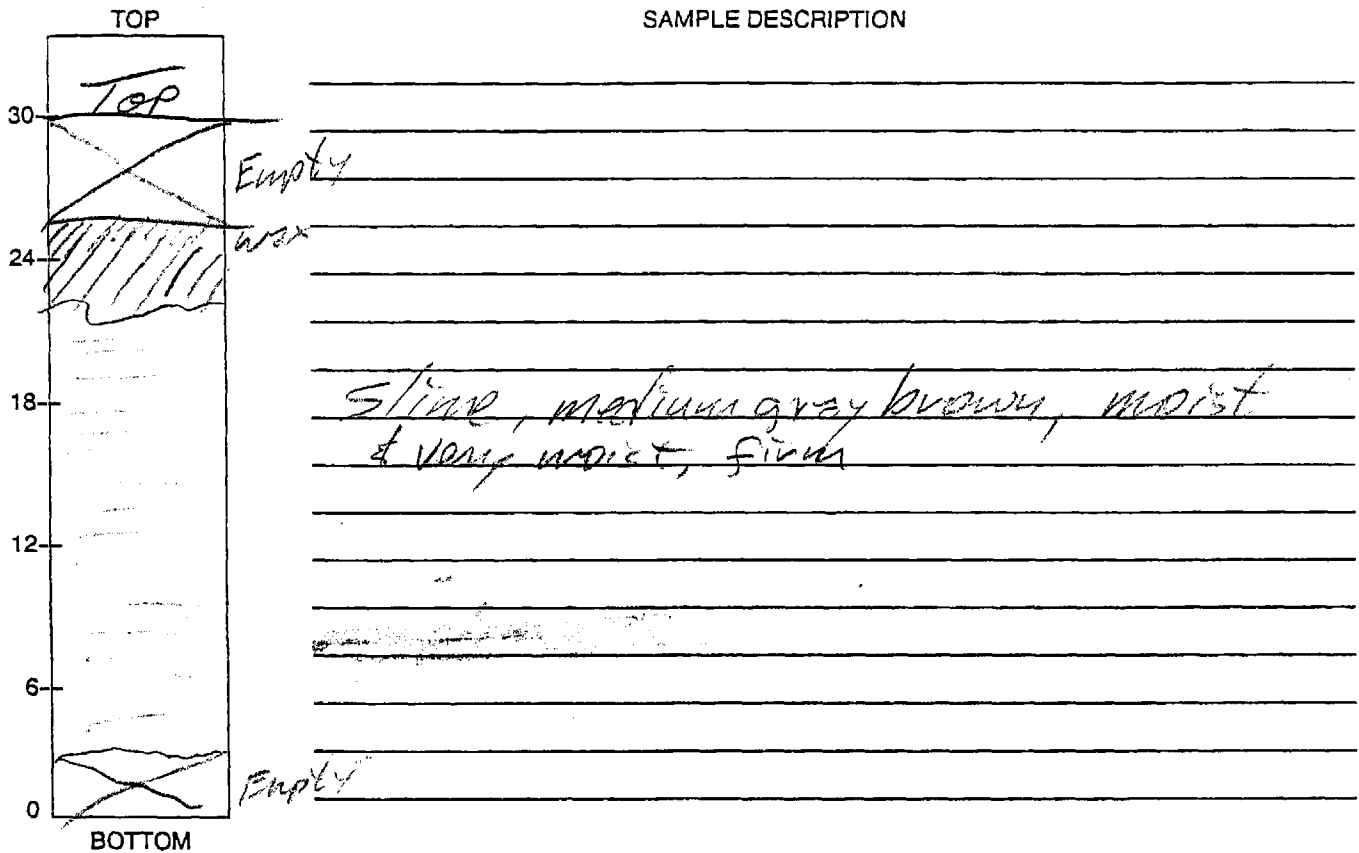 TOP
SAMPLE DESCRIPTION
Top
30
Empty
wax
24
18
Slime, medium gray brown, moist
& very moist, firm
12
6
Empty
0
BOTTOM